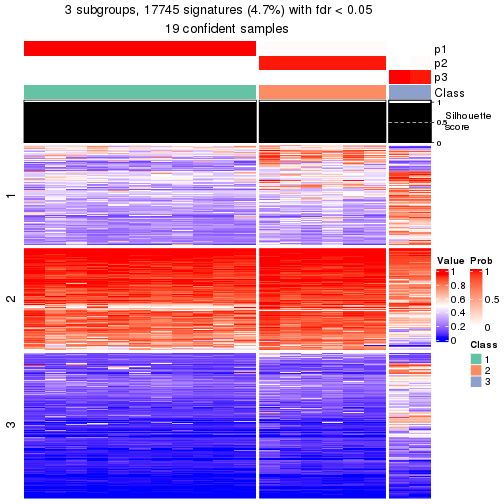 3 subgroups, 17745 signatures (4.7%) with fdr < 0.05
19 confident samples
p1
p2
p3
Class
1
0.5
0
Silhouette
score
1
2
3
Value
1
0.8
0.6
0.4
0.2
0
Prob
1
0.5
0
Class
1
2
3